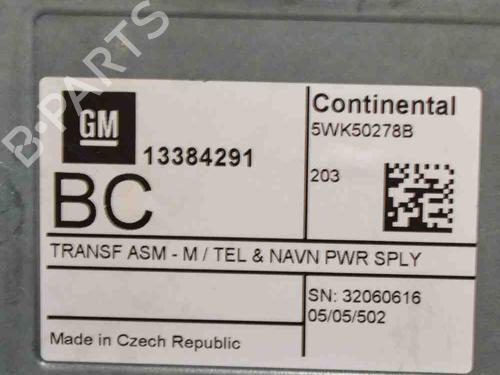 B-PARTS
GM
13384291
BC
Continental
5WK50278B
203
TRANSF ASM - M / TEL & NAVN PWR SPLY
SN: 32060616
05/05/502
Made in Czech Republic